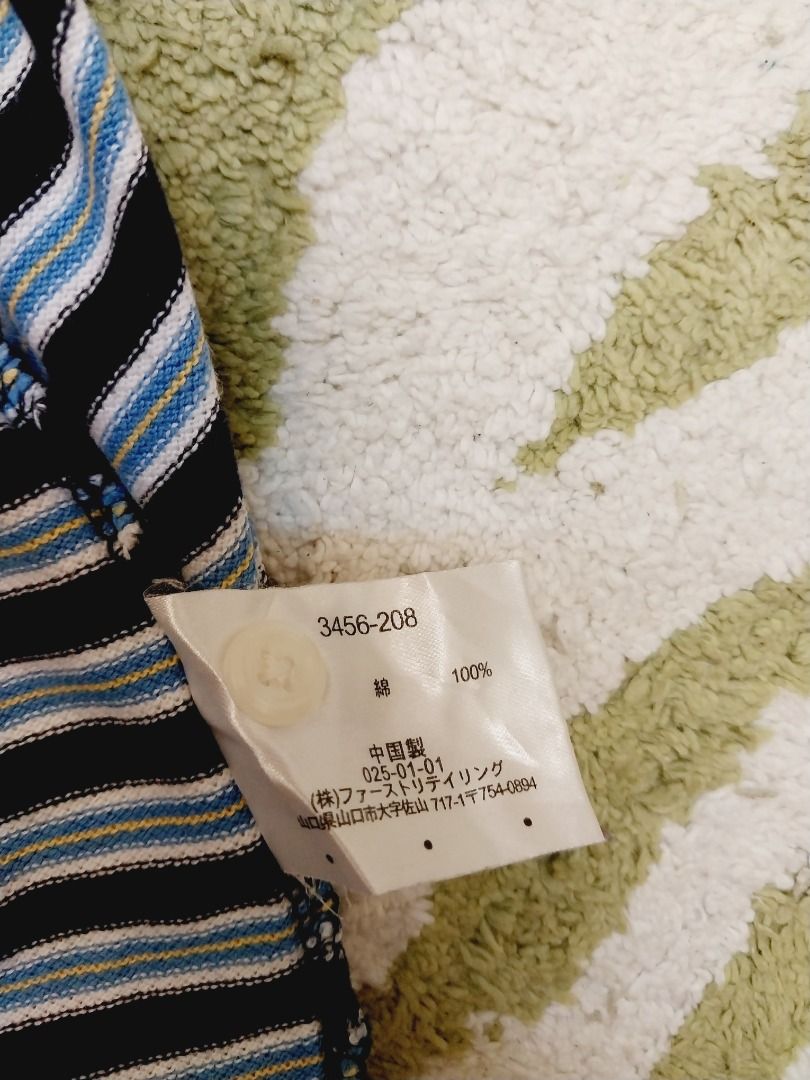 3456-208
綿 100%
中国製
025-01-01
(株)ファーストリテイリング
山口県山口市大字佐山 717-1〒754-0894